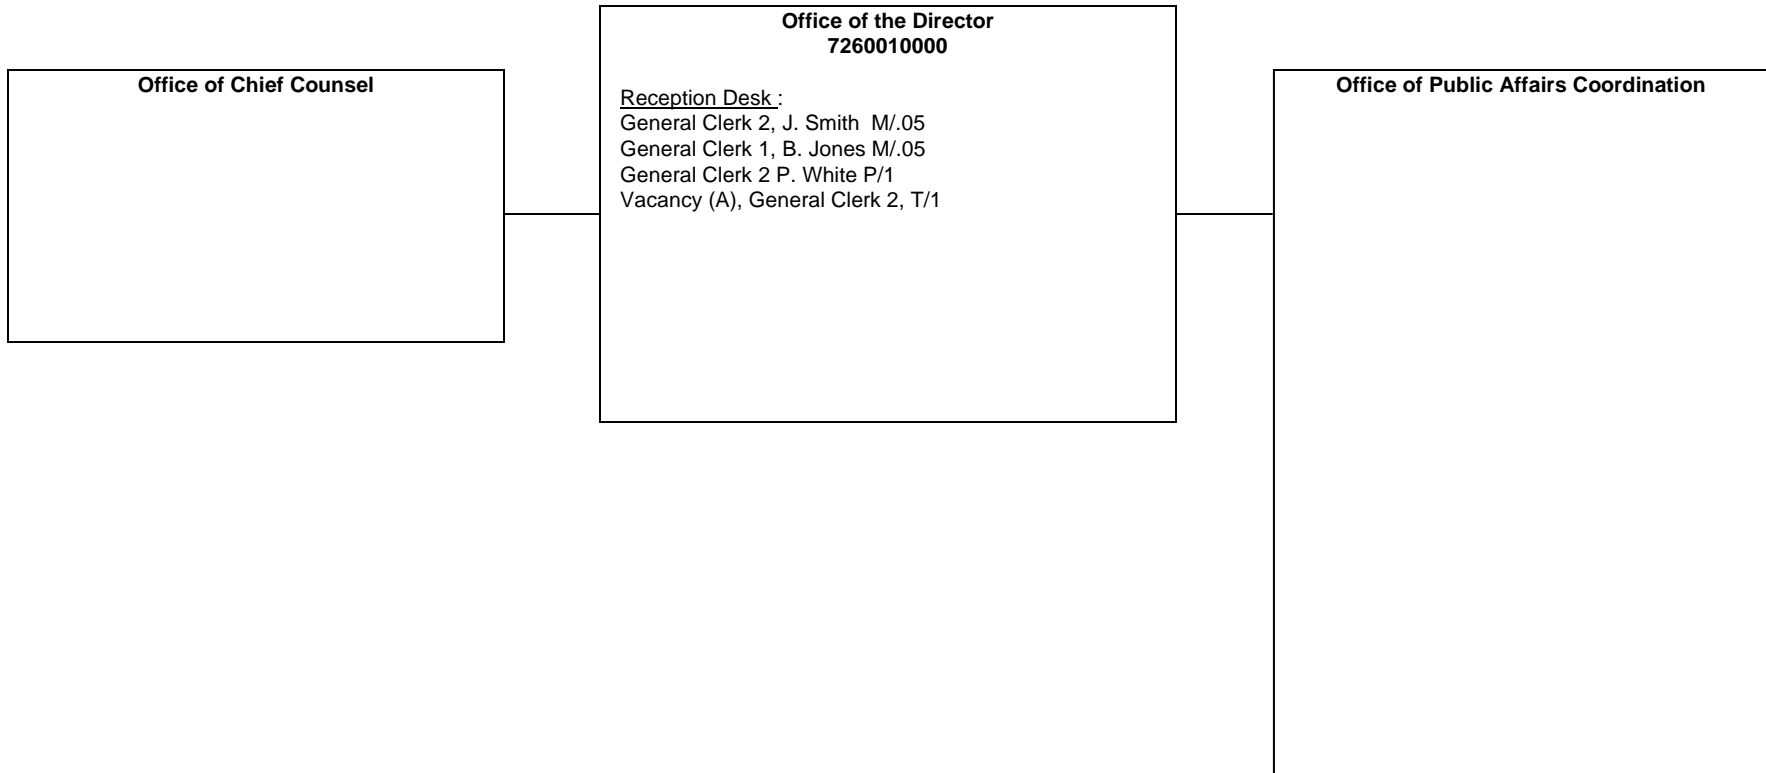 Office of the Director
7260010000
Office of Chief Counsel
Reception Desk :
General Clerk 2, J. Smith  M/.05
General Clerk 1, B. Jones M/.05
General Clerk 2 P. White P/1
Vacancy (A), General Clerk 2, T/1
Office of Public Affairs Coordination